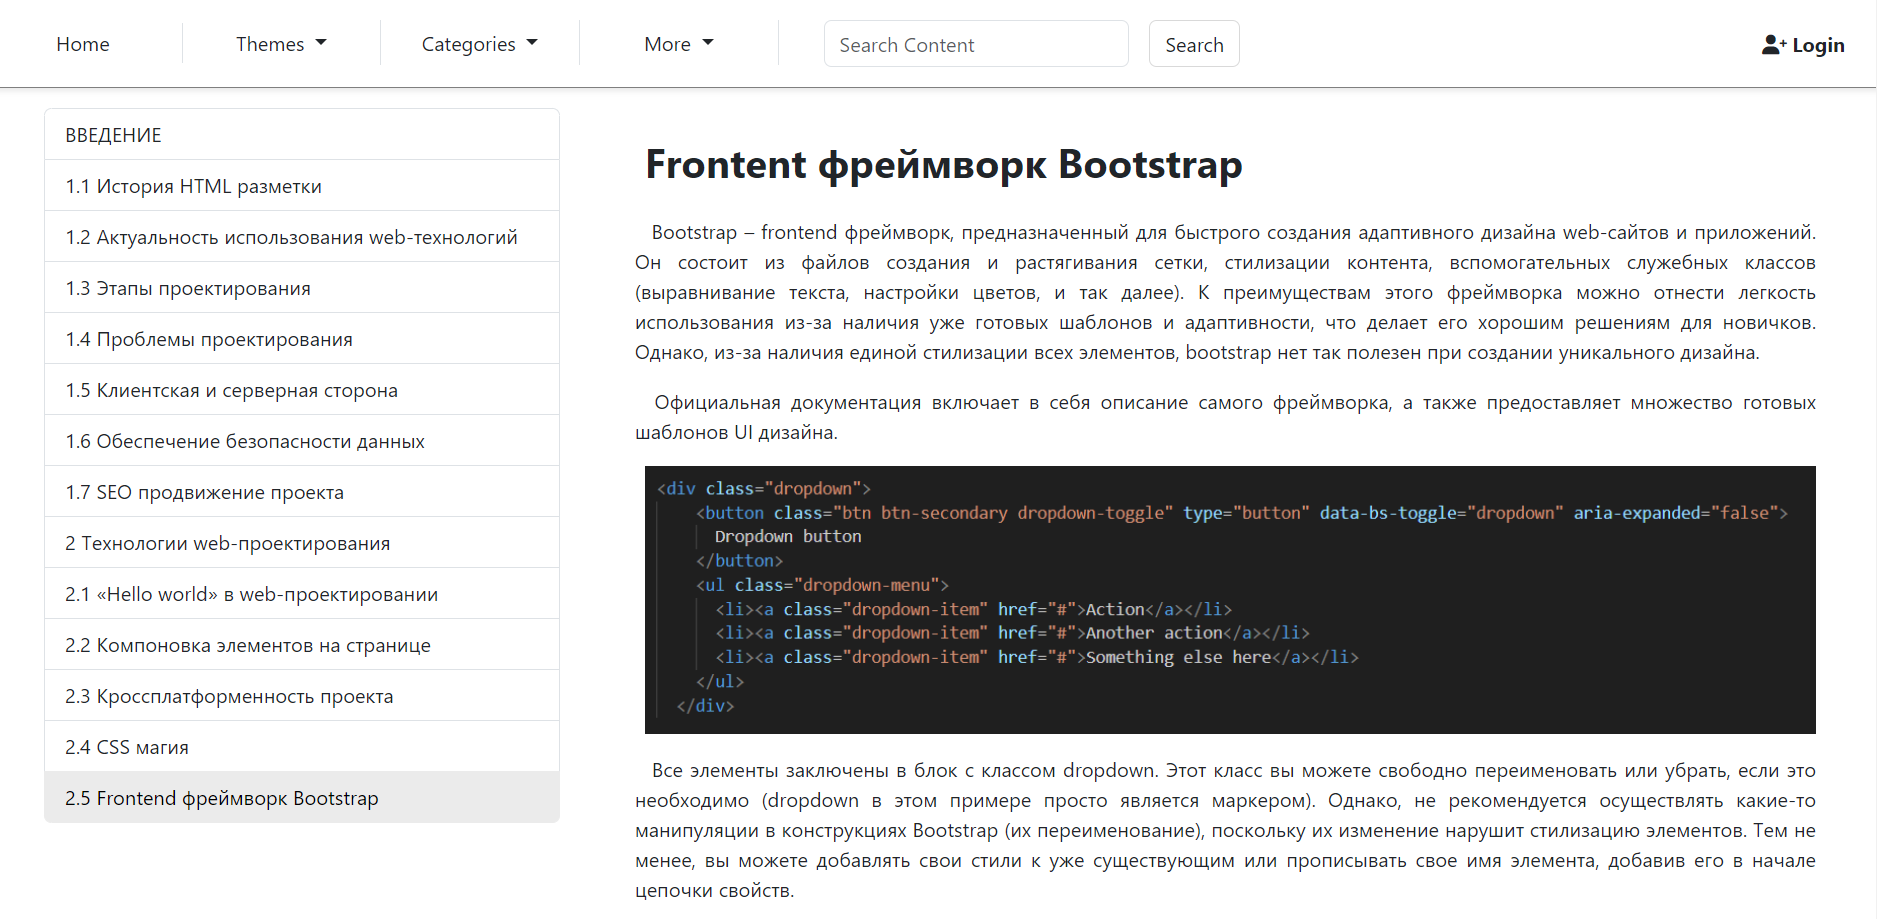 Home
Themes
Categories
More
Search Content
Search
Login
ВВЕДЕНИЕ
1.1 История HTML разметки
1.2 Актуальность использования web-технологий
1.3 Этапы проектирования
1.4 Проблемы проектирования
1.5 Клиентская и серверная сторона
1.6 Обеспечение безопасности данных
1.7 SEO продвижение проекта
2 Технологии web-проектирования
2.1 «Hello world» в web-проектировании
2.2 Компоновка элементов на странице
2.3 Кроссплатформенность проекта
2.4 CSS магия
2.5 Frontend фреймворк Bootstrap
Frontent фреймворк Bootstrap
Bootstrap – frontend фреймворк, предназначенный для быстрого создания адаптивного дизайна web-сайтов и приложений.
Он состоит из файлов создания и растягивания сетки, стилизации контента, вспомогательных служебных классов
(выравнивание текста, настройки цветов, и так далее). К преимуществам этого фреймворка можно отнести легкость
использования из-за наличия уже готовых шаблонов и адаптивности, что делает его хорошим решениям для новичков.
Однако, из-за наличия единой стилизации всех элементов, bootstrap нет так полезен при создании уникального дизайна.
Официальная документация включает в себя описание самого фреймворка, а также предоставляет множество готовых
шаблонов UI дизайна.
<div class="dropdown">
<button class="btn btn-secondary dropdown-toggle" type="button" data-bs-toggle="dropdown" aria-expanded="false">
Dropdown button
</button>
<ul class="dropdown-menu">
<li><a class="dropdown-item" href="#">Action</a></li>
<li><a class="dropdown-item" href="#">Another action</a></li>
<li><a class="dropdown-item" href="#">Something else here</a></li>
</ul>
</div>
Все элементы заключены в блок с классом dropdown. Этот класс вы можете свободно переименовать или убрать, если это
необходимо (dropdown в этом примере просто является маркером). Однако, не рекомендуется осуществлять какие-то
манипуляции в конструкциях Bootstrap (их переименование), поскольку их изменение нарушит стилизацию элементов. Тем не
менее, вы можете добавлять свои стили к уже существующим или прописывать свое имя элемента, добавив его в начале
цепочки свойств.